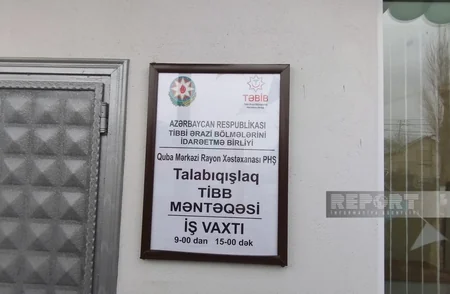 TƏBİB
AZƏRBAYCAN RESPUBLİKASI
TİBBİ ƏRAZİ BÖLMƏLƏRİNİ
İDARƏETMƏ BİRLİYİ
Quba Mərkəzi Rayon Xəstəxanası PHŞ
Talabıqışlaq
TİBB
MƏNTƏQƏSİ
İŞ VAXTI
9-00 dan 15-00 dək
REPORT